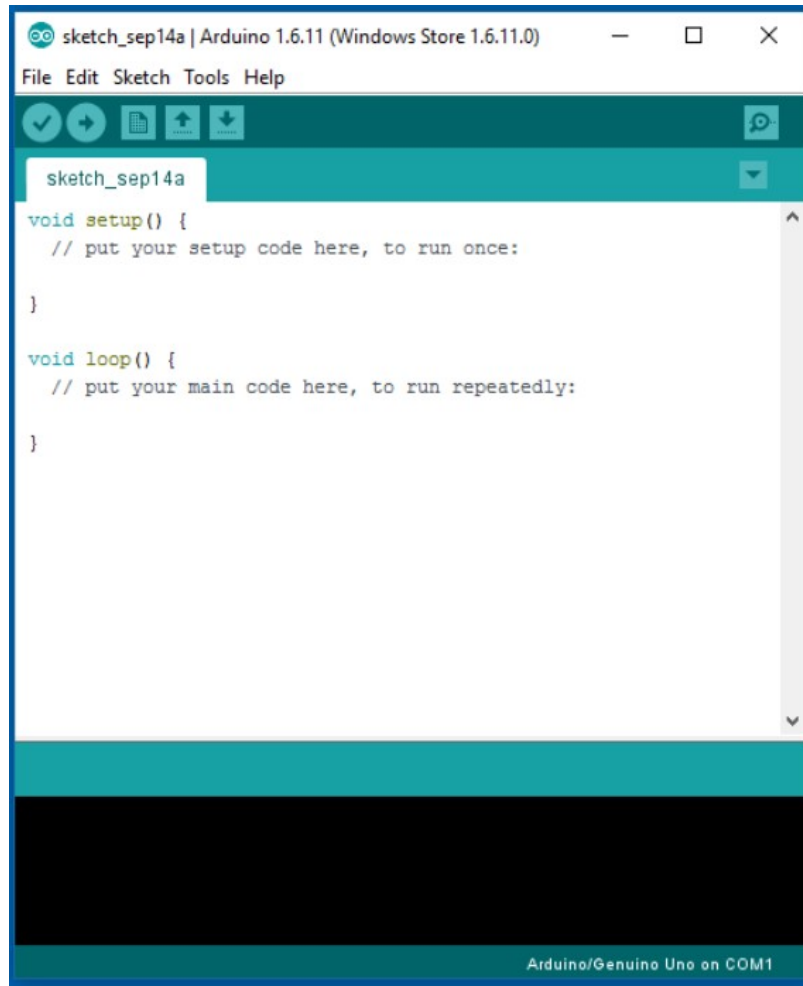 sketch_sep14a | Arduino 1.6.11 (Windows Store 1.6.11.0)
File Edit Sketch Tools Help
sketch_sep14a
void setup() {
  // put your setup code here, to run once:
}
void loop() {
  // put your main code here, to run repeatedly:
}
Arduino/Genuino Uno on COM1